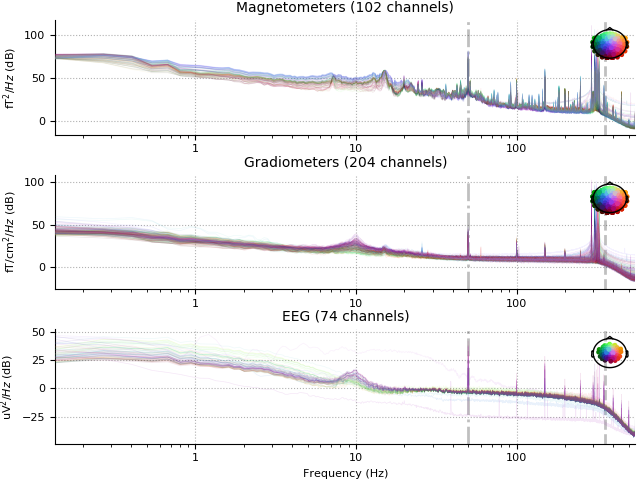 Magnetometers (102 channels)
fT²/Hz (dB)
100
50
0
1
10
100
Gradiometers (204 channels)
fT/cm²/Hz (dB)
100
50
0
1
10
100
EEG (74 channels)
uV²/Hz (dB)
50
25
0
−25
1
10
100
Frequency (Hz)